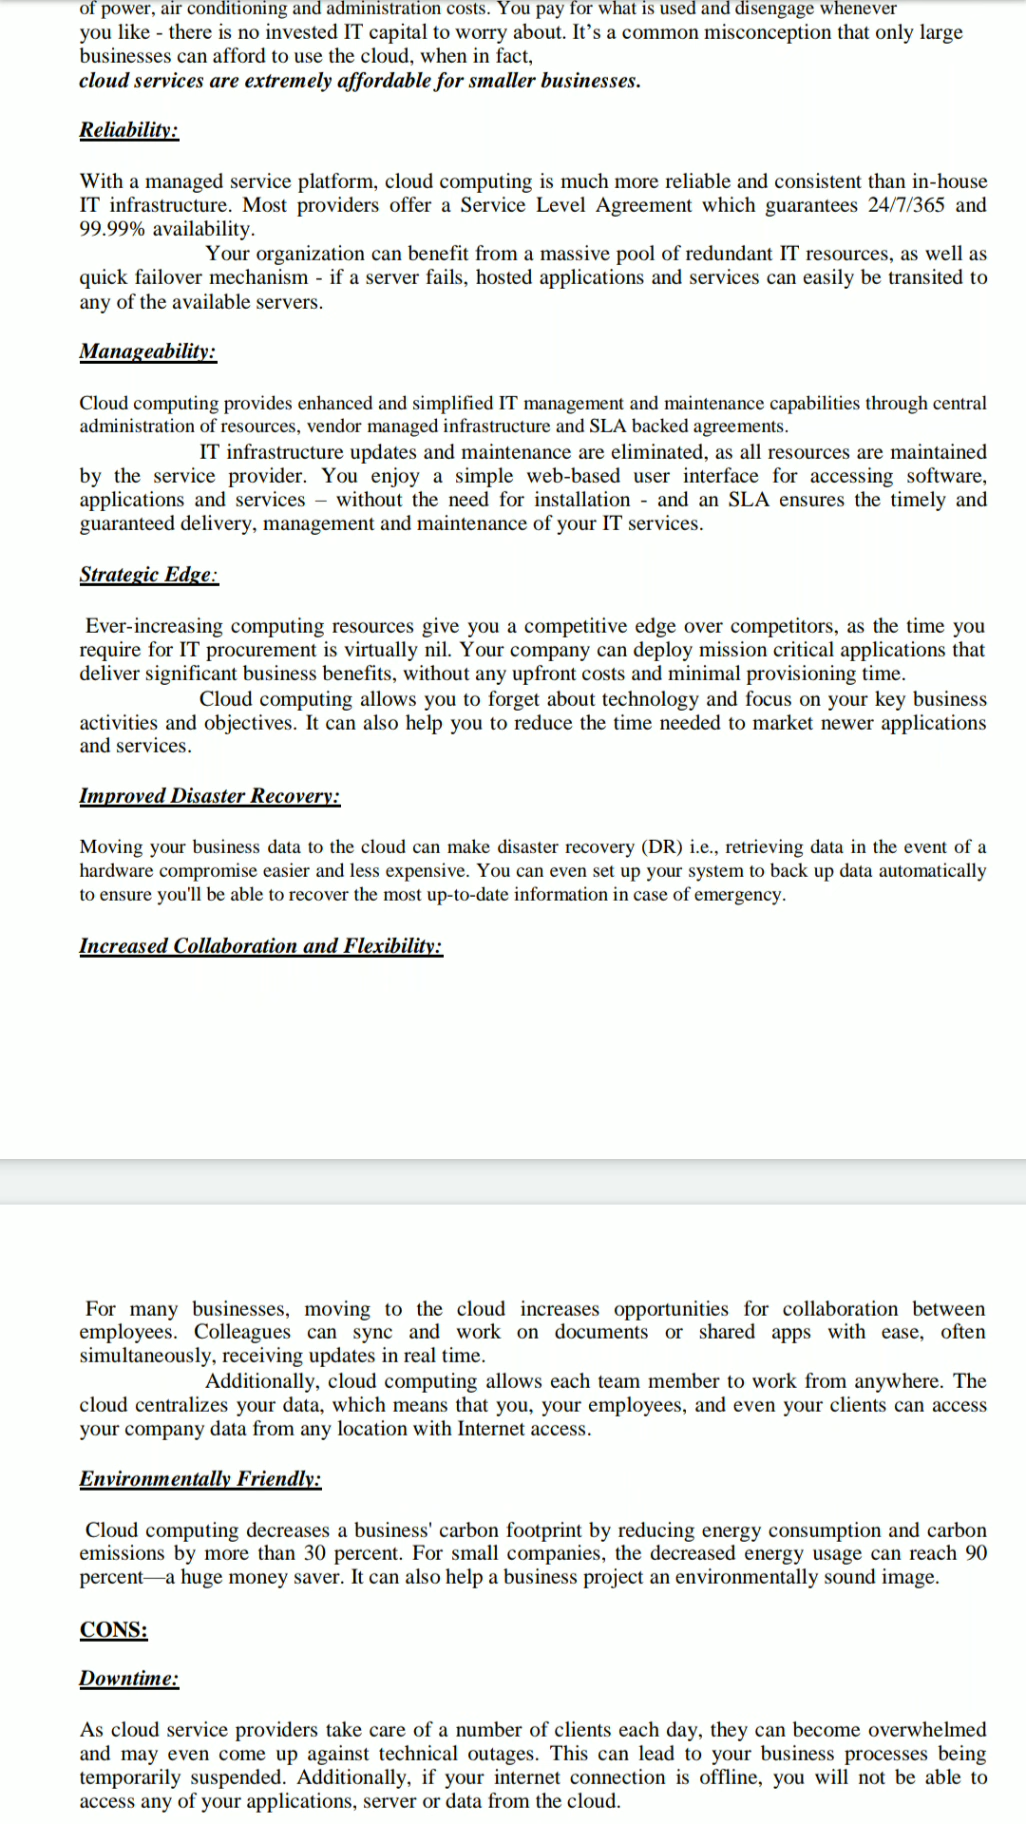 of power, air conditioning and administration costs. You pay for what is used and disengage whenever
you like - there is no invested IT capital to worry about. It's a common misconception that only large
businesses can afford to use the cloud, when in fact,
cloud services are extremely affordable for smaller businesses.
Reliability:
With a managed service platform, cloud computing is much more reliable and consistent than in-house
IT infrastructure. Most providers offer a Service Level Agreement which guarantees 24/7/365 and
99.99% availability.
Your organization can benefit from a massive pool of redundant IT resources, as well as
quick failover mechanism - if a server fails, hosted applications and services can easily be transited to
any of the available servers.
Manageability:
Cloud computing provides enhanced and simplified IT management and maintenance capabilities through central
administration of resources, vendor managed infrastructure and SLA backed agreements.
IT infrastructure updates and maintenance are eliminated, as all resources are maintained
by the service provider. You enjoy a simple web-based user interface for accessing software,
applications and services – without the need for installation - and an SLA ensures the timely and
guaranteed delivery, management and maintenance of your IT services.
Strategic Edge:
Ever-increasing computing resources give you a competitive edge over competitors, as the time you
require for IT procurement is virtually nil. Your company can deploy mission critical applications that
deliver significant business benefits, without any upfront costs and minimal provisioning time.
Cloud computing allows you to forget about technology and focus on your key business
activities and objectives. It can also help you to reduce the time needed to market newer applications
and services.
Improved Disaster Recovery:
Moving your business data to the cloud can make disaster recovery (DR) i.e., retrieving data in the event of a
hardware compromise easier and less expensive. You can even set up your system to back up data automatically
to ensure you'll be able to recover the most up-to-date information in case of emergency.
Increased Collaboration and Flexibility:
For many businesses, moving to the cloud increases opportunities for collaboration between
employees. Colleagues can sync and work on documents or shared apps with ease, often
simultaneously, receiving updates in real time.
Additionally, cloud computing allows each team member to work from anywhere. The
cloud centralizes your data, which means that you, your employees, and even your clients can access
your company data from any location with Internet access.
Environmentally Friendly:
Cloud computing decreases a business' carbon footprint by reducing energy consumption and carbon
emissions by more than 30 percent. For small companies, the decreased energy usage can reach 90
percent—a huge money saver. It can also help a business project an environmentally sound image.
CONS:
Downtime:
As cloud service providers take care of a number of clients each day, they can become overwhelmed
and may even come up against technical outages. This can lead to your business processes being
temporarily suspended. Additionally, if your internet connection is offline, you will not be able to
access any of your applications, server or data from the cloud.